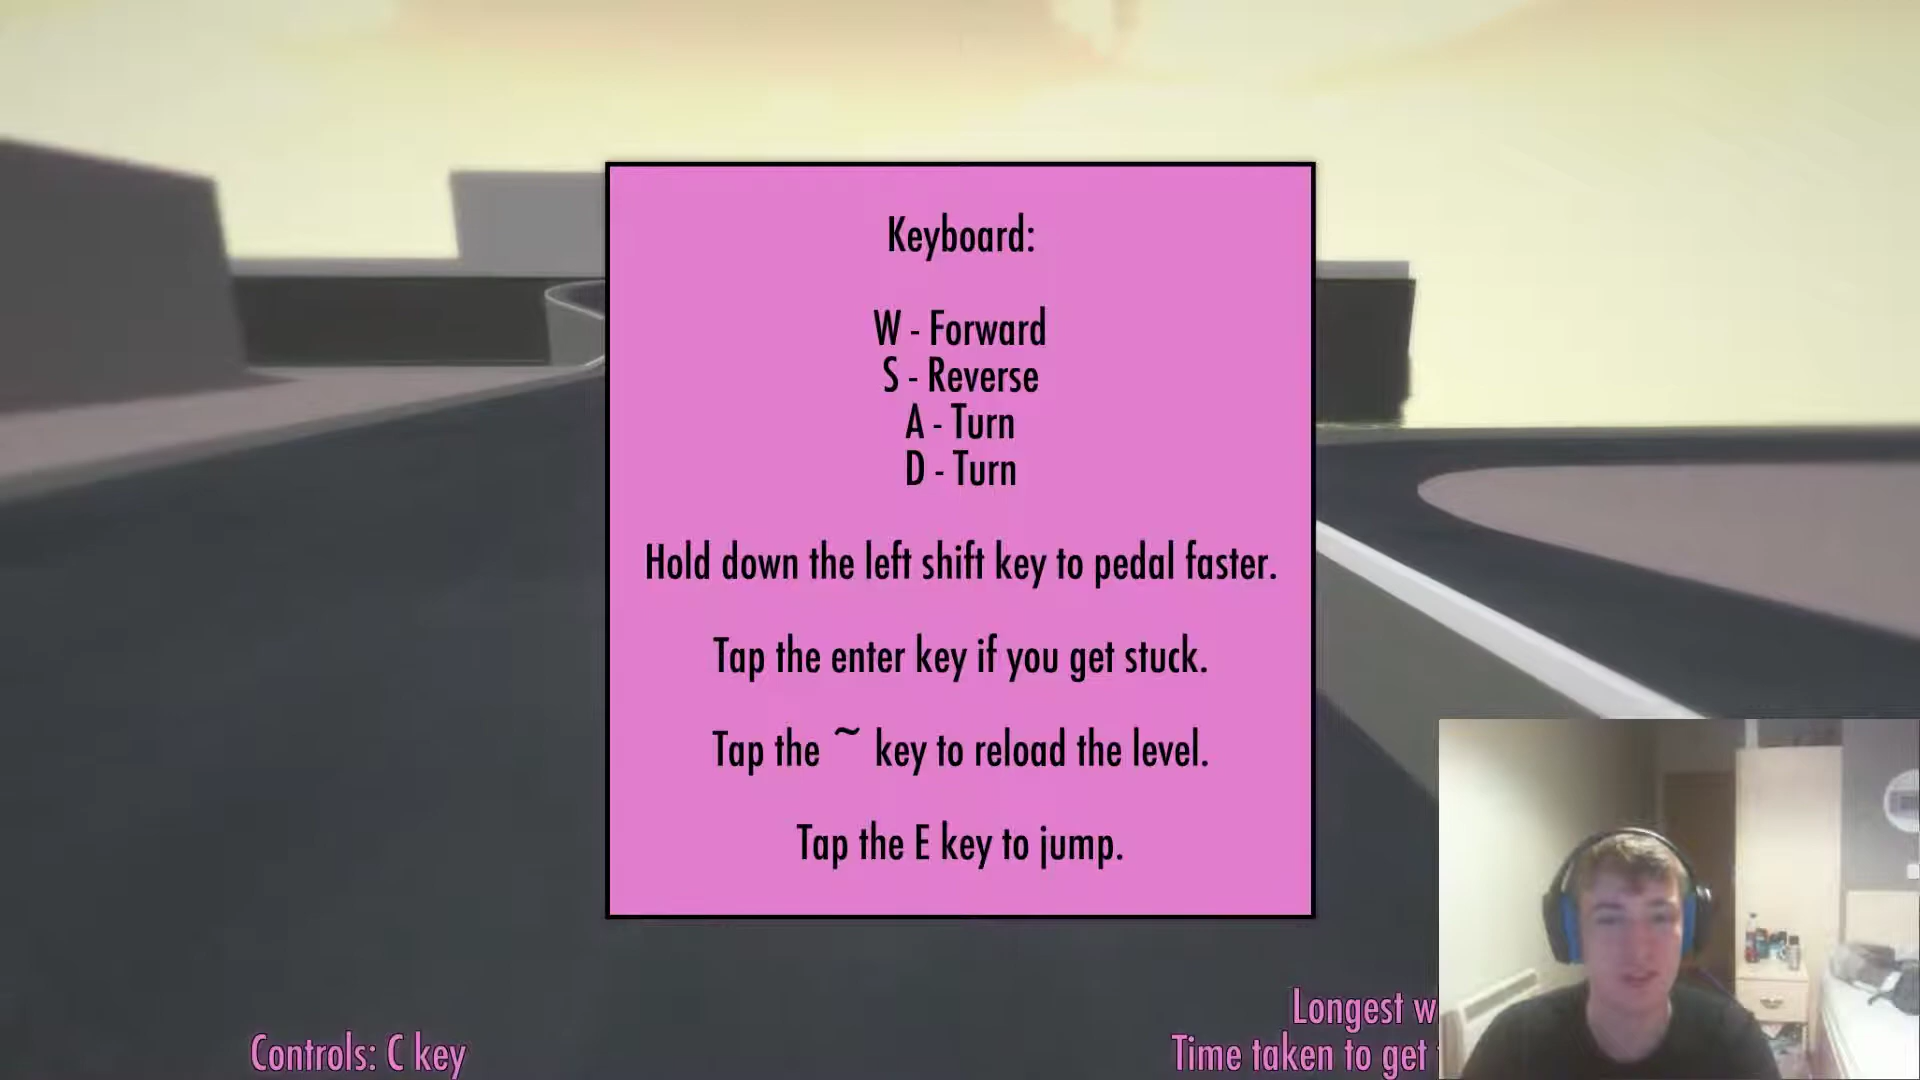 Keyboard:
W - Forward
S - Reverse
A - Turn
D - Turn
Hold down the left shift key to pedal faster.
Tap the enter key if you get stuck.
Tap the ~ key to reload the level.
Tap the E key to jump.
Longest
Controls: C key
Time taken to get